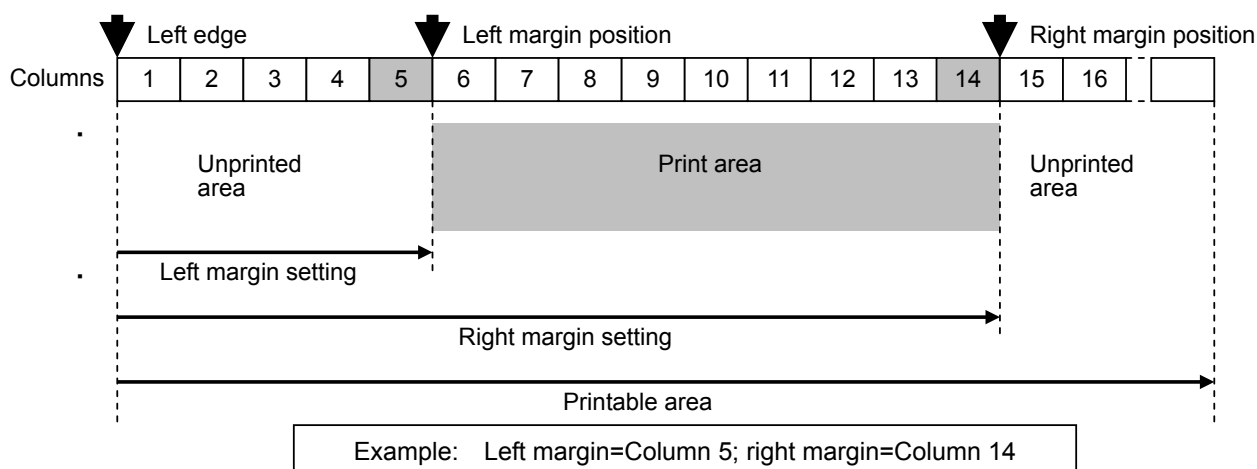 Left edge Left margin position Right margin position
Columns 1 2 3 4 5 6 7 8 9 10 11 12 13 14 15 16
Unprinted area
Print area
Unprinted area
Left margin setting
Right margin setting
Printable area
Example: Left margin=Column 5; right margin=Column 14